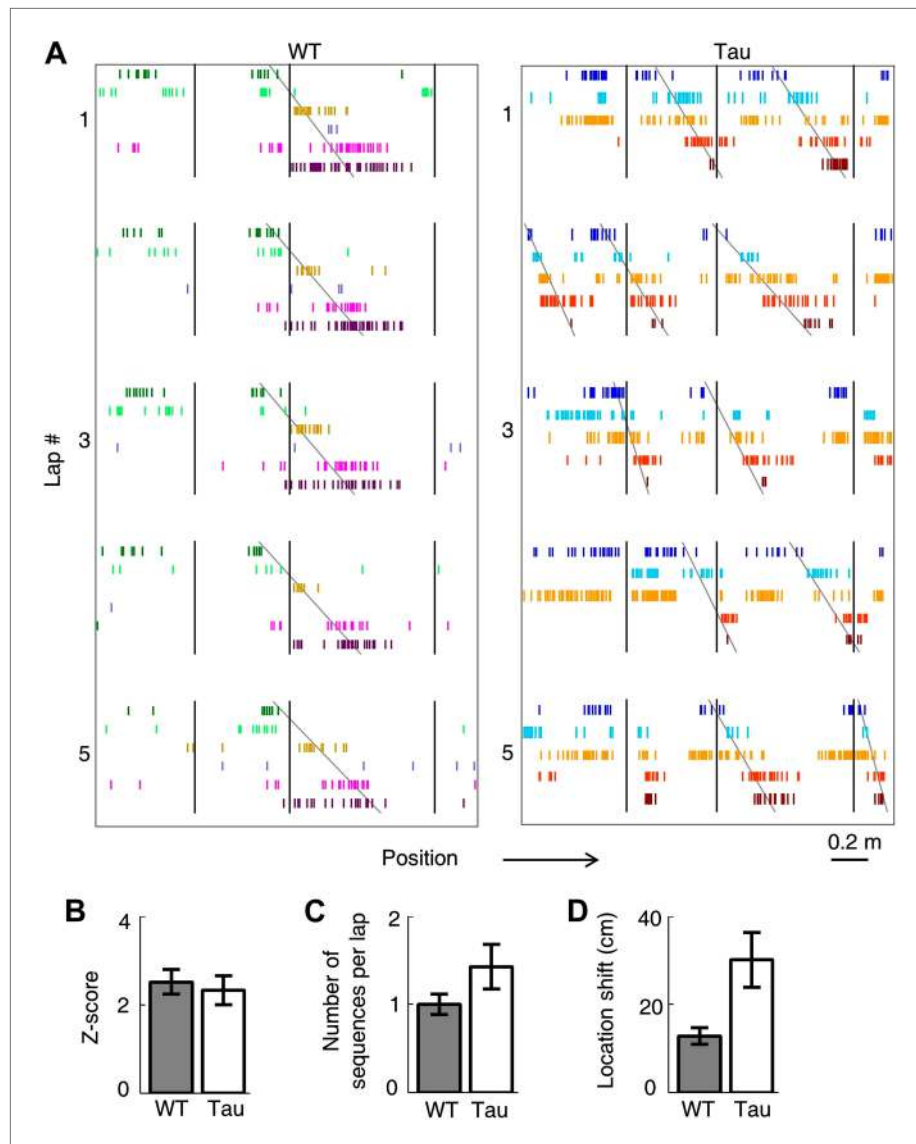 A
WT
Tau
1
1
3
3
5
5
Lap #
Position
0.2 m
B
Z-score
4
2
0
WT
Tau
C
Number of
sequences per lap
2
1
0
WT
Tau
D
Location shift (cm)
40
20
0
WT
Tau